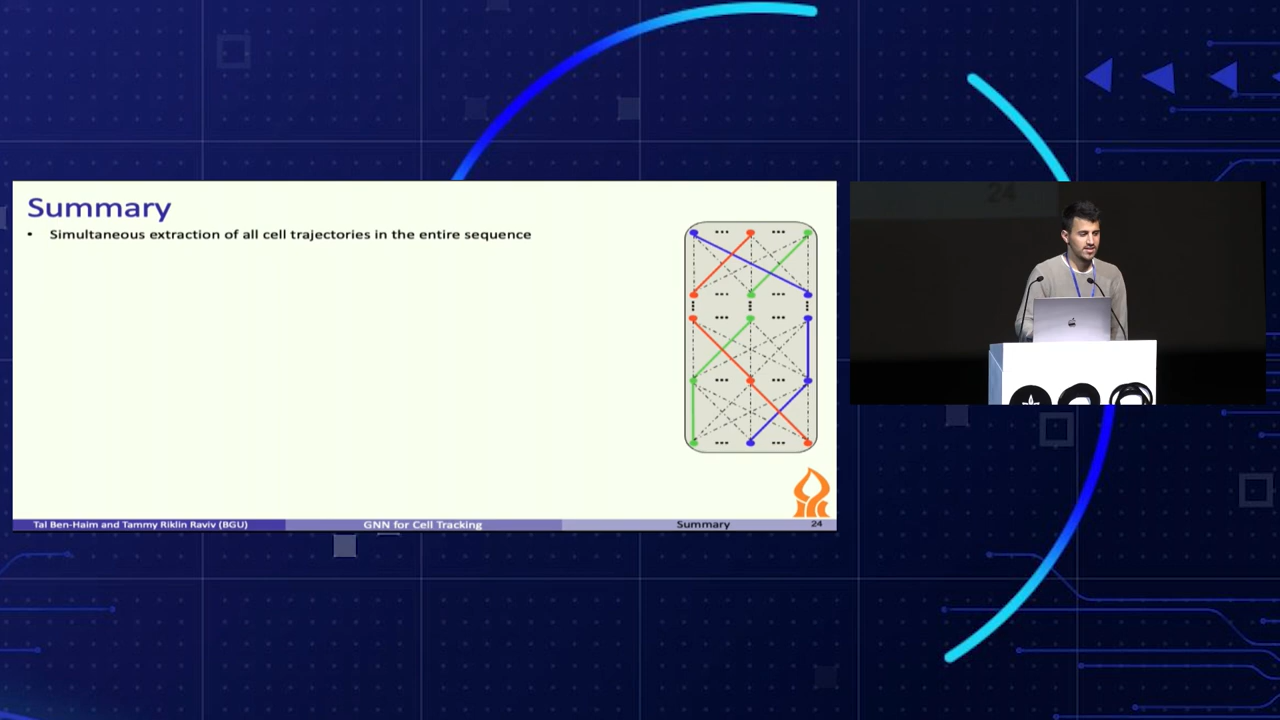 Summary
• Simultaneous extraction of all cell trajectories in the entire sequence
Tal Ben-Haim and Tammy Riklin Raviv (BGU)
GNN for Cell Tracking
Summary
24
24